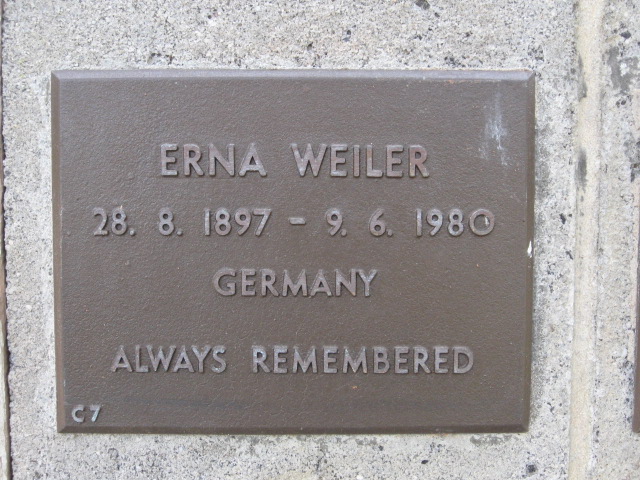 ERNA WEILER
28. 8. 1897 - 9. 6. 1980
GERMANY
ALWAYS REMEMBERED
C7